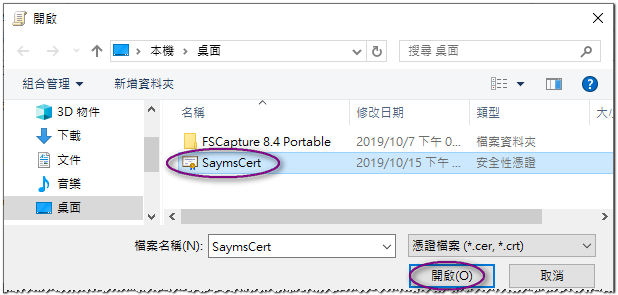 開啟
本機 › 桌面
搜尋 桌面
組合管理 新增資料夾
名稱 修改日期 類型 大小
3D 物件
下載
文件
音樂
桌面
FSCapture 8.4 Portable 2019/10/7 下午 0... 檔案資料夾
SaymsCert 2019/10/15 下午 ... 安全性憑證
檔案名稱(N): SaymsCert 憑證檔案 (*.cer, *.crt)
開啟(O) 取消